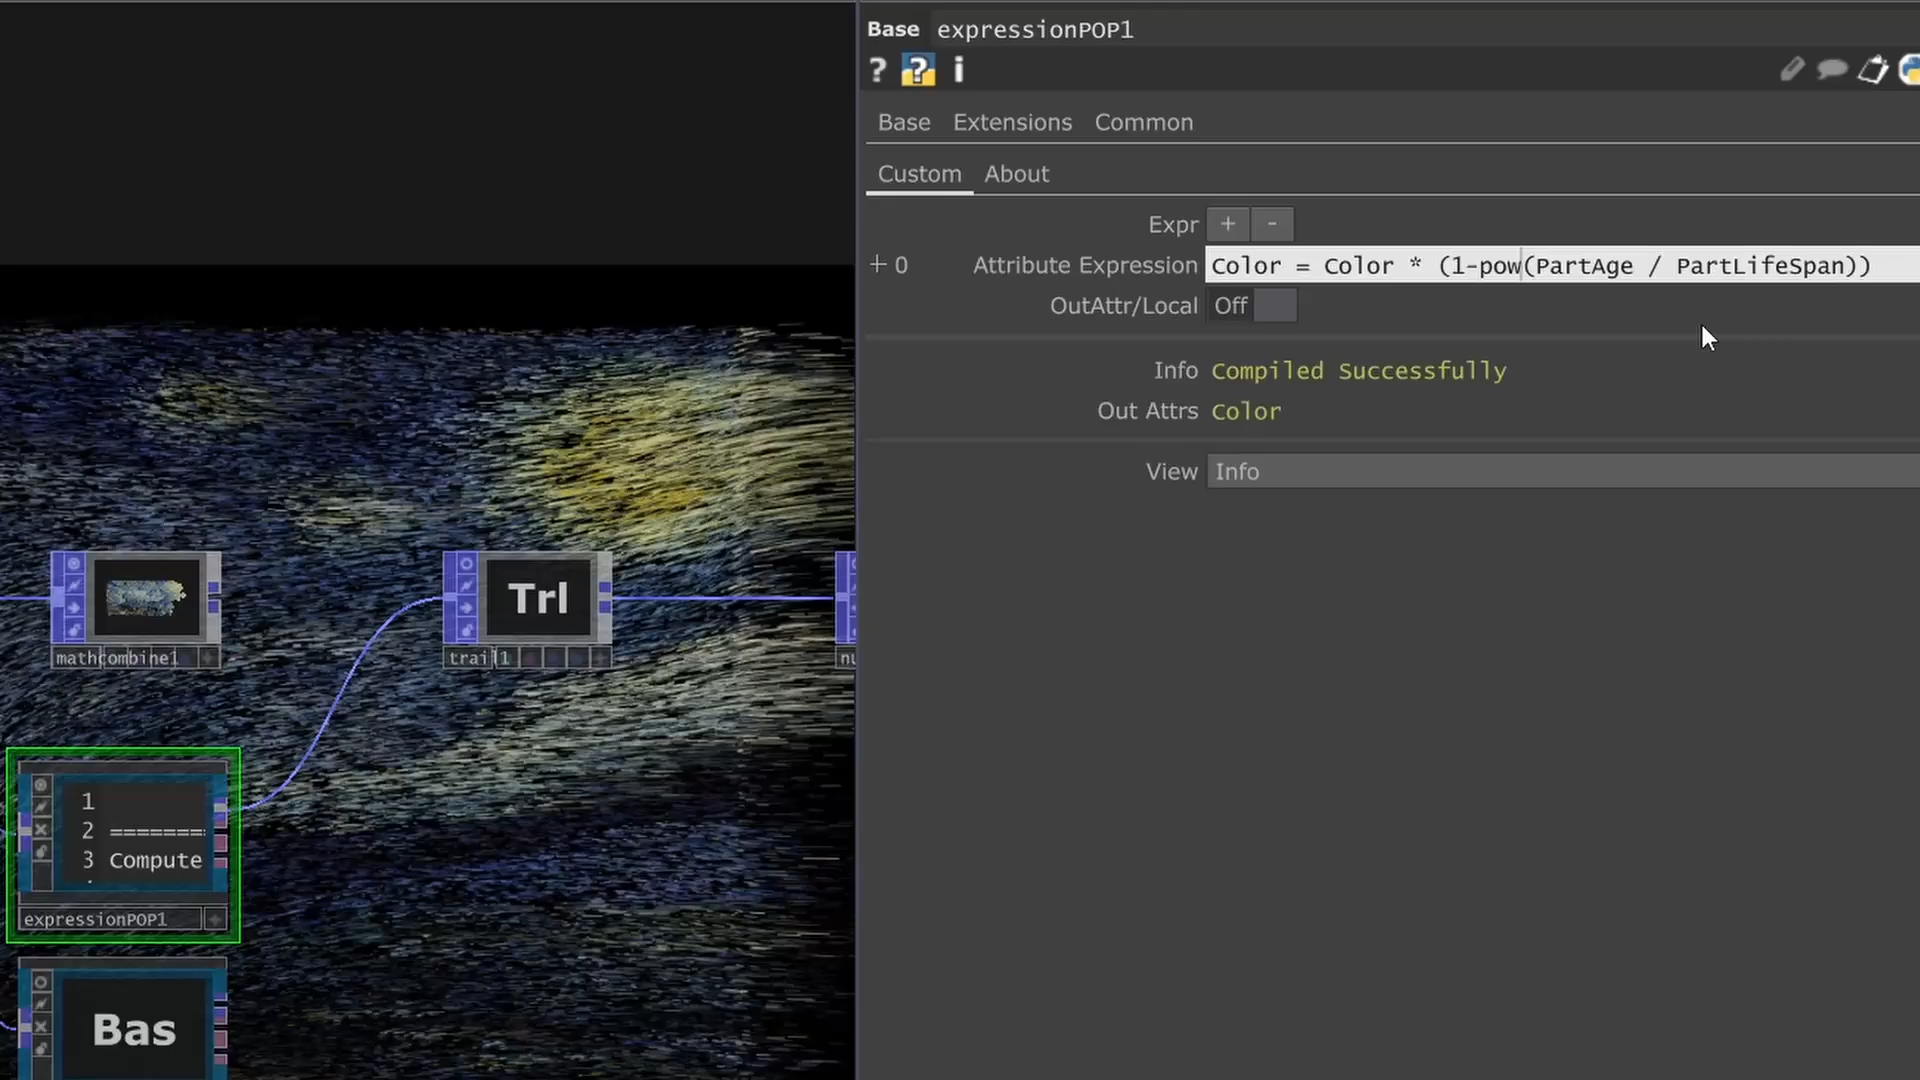 Base expressionPOP1
? ? i
Base Extensions Common
Custom About
Expr + -
+ 0 Attribute Expression Color = Color * (1-pow(PartAge / PartLifeSpan))
OutAttr/Local Off
Info Compiled Successfully
Out Attrs Color
View Info
Trl
mathcombine1
trail1
nu
1
2 ========
3 Compute
expressionPOP1
Bas